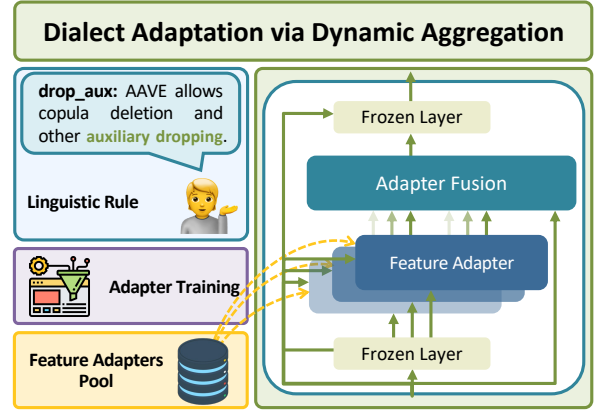 Dialect Adaptation via Dynamic Aggregation
drop_aux: AAVE allows
copula deletion and
other auxiliary dropping.
Linguistic Rule
Adapter Training
Feature Adapters
Pool
Frozen Layer
Adapter Fusion
Feature Adapter
Frozen Layer